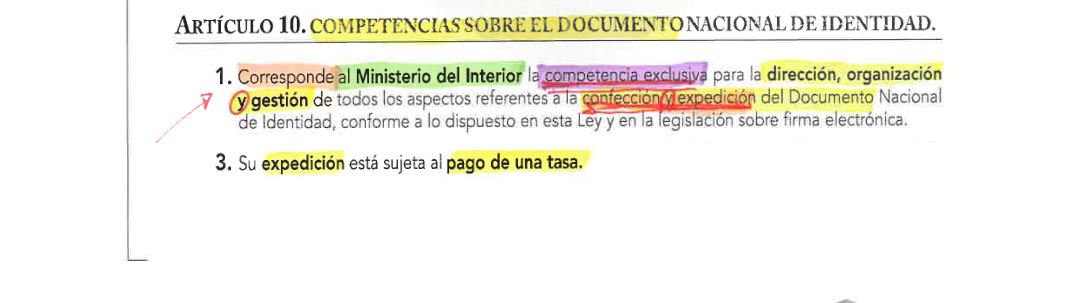 ARTÍCULO 10. COMPETENCIAS SOBRE EL DOCUMENTO NACIONAL DE IDENTIDAD.
1. Corresponde al Ministerio del Interior la competencia exclusiva para la dirección, organización
y gestión de todos los aspectos referentes a la confección y expedición del Documento Nacional
de Identidad, conforme a lo dispuesto en esta Ley y en la legislación sobre firma electrónica.
3. Su expedición está sujeta al pago de una tasa.